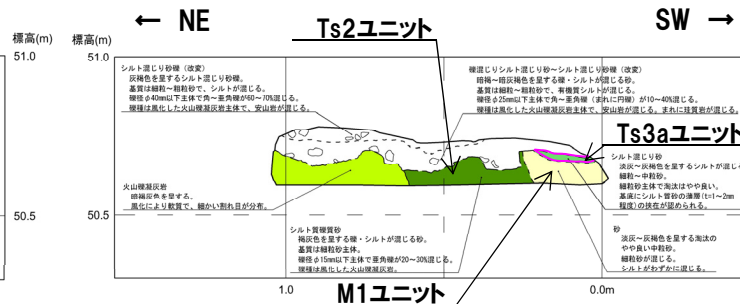 ← NE
SW →
標高(m)
標高(m)
Ts2ユニット
51.0
51.0
シルト混じり砂礫（改変）
灰褐色を呈するシルト混じり砂礫。
基質は細粒～粗粒砂で、シルトが混じる。
礫径φ40mm以下主体で角～亜角礫が60～70%混じる。
礫種は風化した火山礫凝灰岩主体で、安山岩が混じる。
礫混じりシルト混じり砂～シルト混じり砂礫（改変）
暗褐～暗灰褐色を呈する礫・シルトが混じる砂。
基質は細粒～粗粒砂で、有機質シルトが混じる。
礫径φ25mm以下主体で角～亜角礫（まれに円礫）が10～40%混じる。
礫種は風化した火山礫凝灰岩主体で、安山岩が混じる。まれに珪質岩が混じる。
Ts3aユニット
シルト混じり砂
淡灰～灰褐色を呈するシルトが混じる
細粒～中粒砂。
細粒砂主体で淘汰はやや良い。
基底にシルト質砂の薄層(t=1～2mm
程度)の挟在が認められる。
火山礫凝灰岩
暗褐灰色を呈する。
風化により軟質で、細かい割れ目が分布。
50.5
50.5
シルト質礫質砂
褐灰色を呈する礫・シルトが混じる砂。
基質は細粒砂主体。
礫径φ15mm以下主体で亜角礫が20～30%混じる。
礫種は風化した火山礫凝灰岩。
砂
淡灰～灰褐色を呈する淘汰の
やや良い中粒砂。
細粒砂が混じる。
シルトがわずかに混じる。
1.0
0.0m
M1ユニット